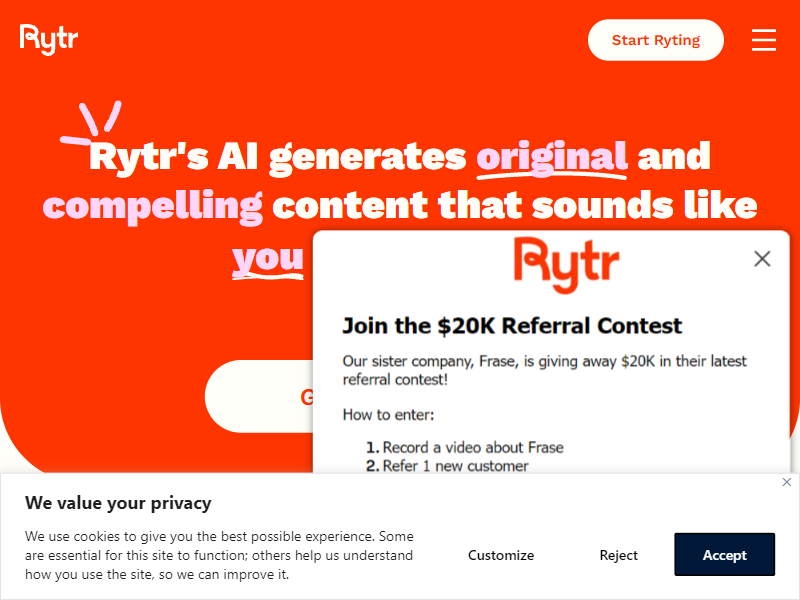 Rytr
Start Ryting
Rytr's AI generates original and
compelling content that sounds like
you
G
Rytr
Join the $20K Referral Contest
Our sister company, Frase, is giving away $20K in their latest
referral contest!
How to enter:
1. Record a video about Frase
2. Refer 1 new customer
We value your privacy
We use cookies to give you the best possible experience. Some
are essential for this site to function; others help us understand
how you use the site, so we can improve it.
Customize
Reject
Accept